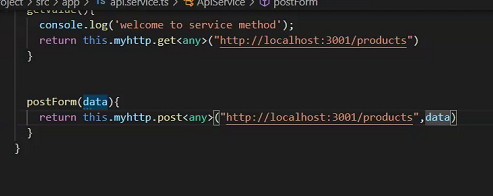 oject > src > app > api.service.ts > ApiService > postForm
getValue(){
console.log('welcome to service method');
return this.myhttp.get<any>("http://localhost:3001/products")
}
postForm(data){
return this.myhttp.post<any>("http://localhost:3001/products",data)
}
}